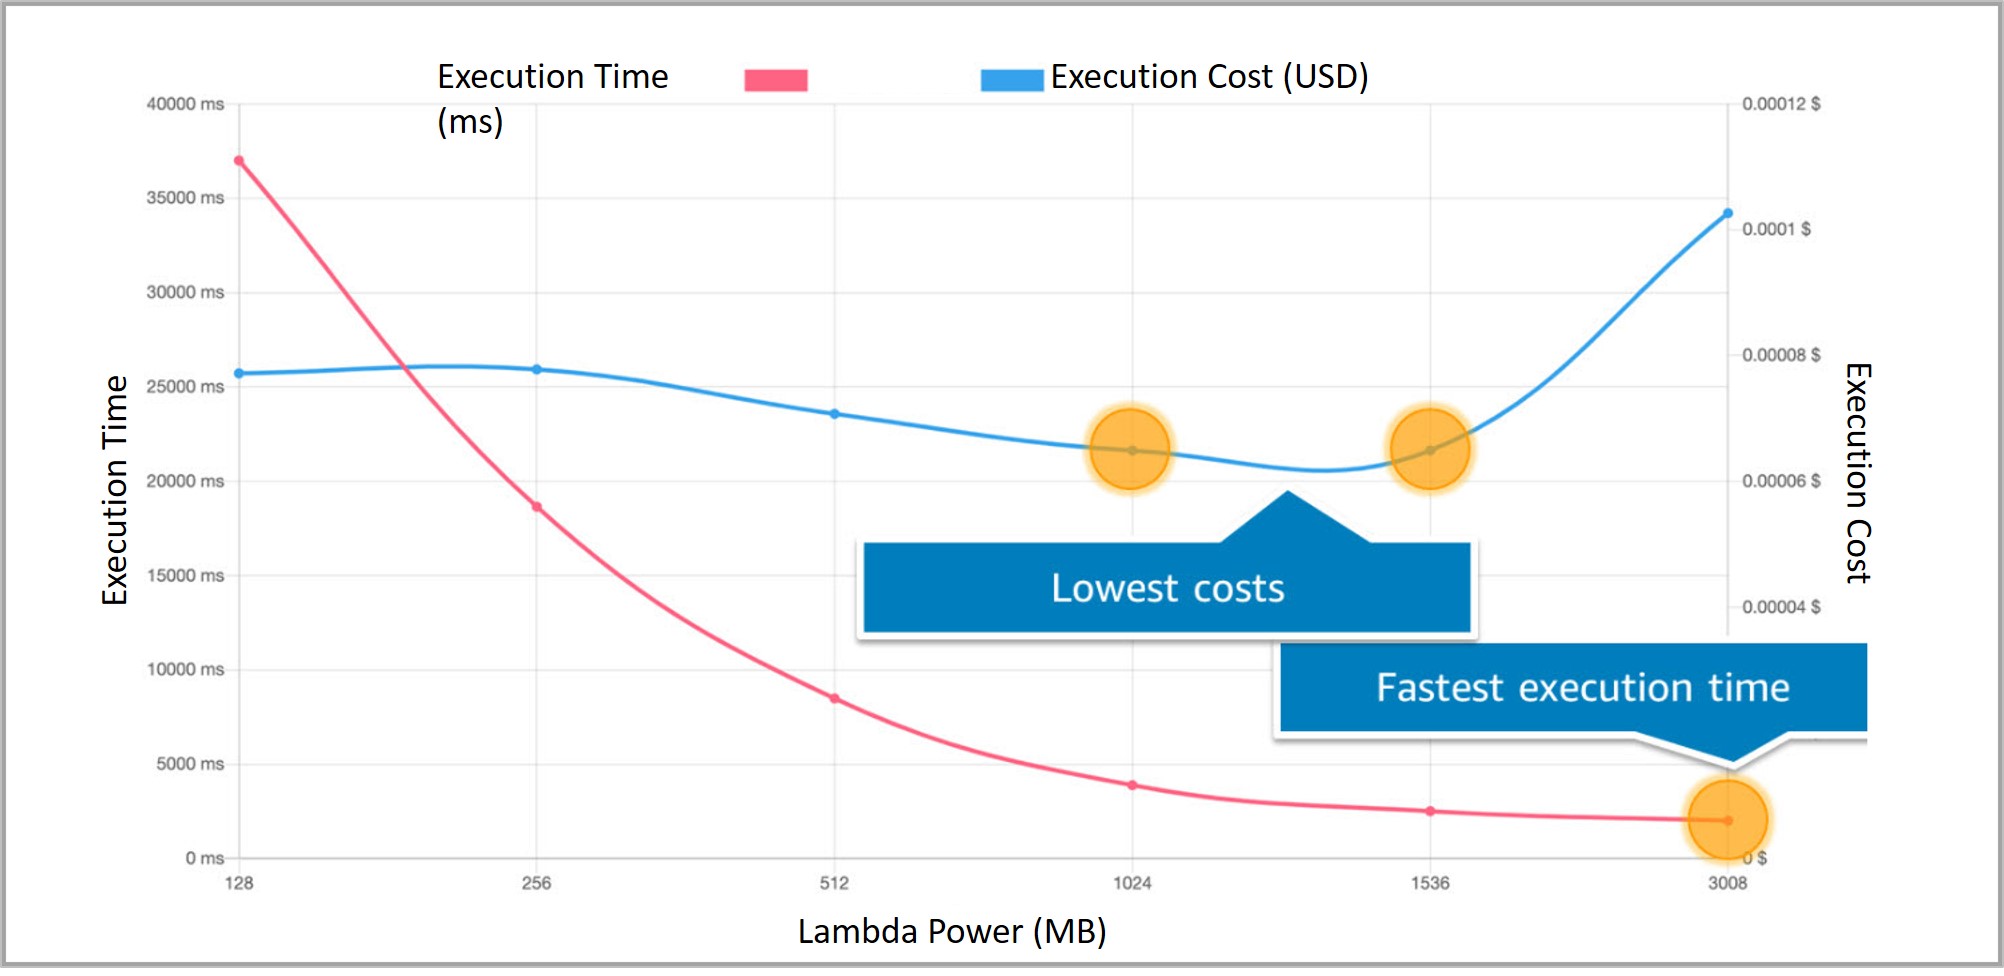 Execution Time
(ms)
Execution Cost (USD)
40000 ms
35000 ms
30000 ms
25000 ms
20000 ms
15000 ms
10000 ms
5000 ms
0 ms
Execution Time
0.00012 $
0.0001 $
0.00008 $
0.00006 $
0.00004 $
0 $
Execution Cost
Lowest costs
Fastest execution time
128
256
512
1024
1536
3008
Lambda Power (MB)